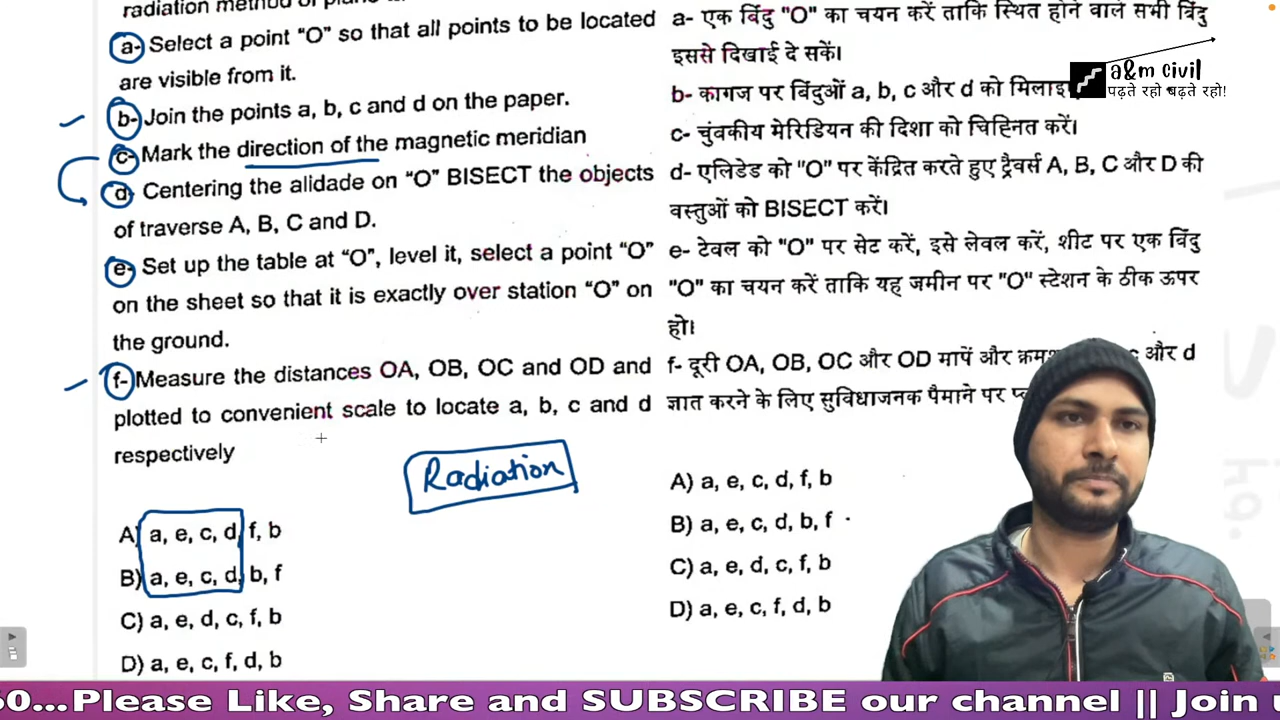 radiation method of plane
a- Select a point "O" so that all points to be located
are visible from it.
b- Join the points a, b, c and d on the paper.
c- Mark the direction of the magnetic meridian
d- Centering the alidade on "O" BISECT the objects
of traverse A, B, C and D.
e- Set up the table at "O", level it, select a point "O"
on the sheet so that it is exactly over station "O" on
the ground.
f- Measure the distances OA, OB, OC and OD and
plotted to convenient scale to locate a, b, c and d
respectively
Radiation
A) a, e, c, d, f, b
B) a, e, c, d, b, f
C) a, e, d, c, f, b
D) a, e, c, f, d, b
a- एक बिंदु "O" का चयन करें ताकि स्थित होने वाले सभी बिंदु
इससे दिखाई दे सकें।
b- कागज पर बिंदुओं a, b, c और d को
c- चुंबकीय मेरिडियन की दिशा को चिह्नित करें।
d- एलिडेड को "O" पर केंद्रित करते हुए ट्रैवर्स A, B, C और D की
वस्तुओं को BISECT करें।
e- टेबल को "O" पर सेट करें, इसे लेवल करें, शीट पर एक बिंदु
"O" का चयन करें ताकि यह जमीन पर "O" स्टेशन के ठीक ऊपर
हो।
f- दूरी OA, OB, OC और OD मापें और और d
ज्ञात करने के लिए सुविधाजनक पैमाने पर
A) a, e, c, d, f, b
B) a, e, c, d, b, f
C) a, e, d, c, f, b
D) a, e, c, f, d, b
a&m civil
पढ़ते रहो बढ़ते रहो!
60...Please Like, Share and SUBSCRIBE our channel || Join